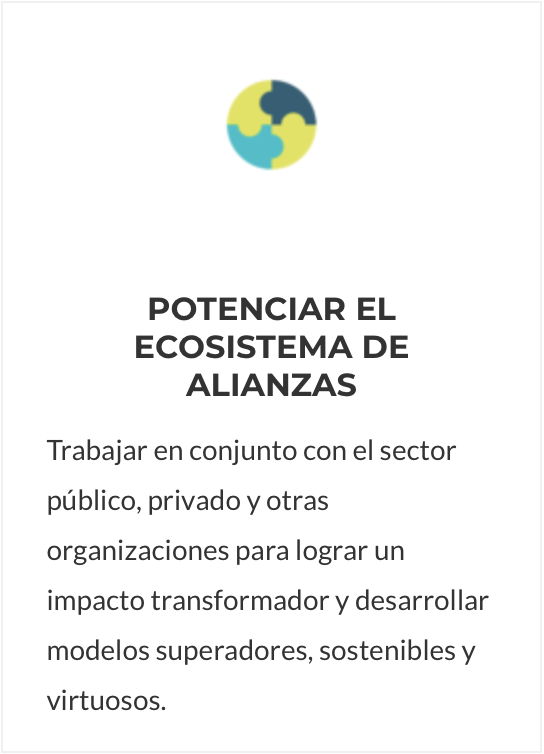 POTENCIAR EL
ECOSISTEMA DE
ALIANZAS
Trabajar en conjunto con el sector
público, privado y otras
organizaciones para lograr un
impacto transformador y desarrollar
modelos superadores, sostenibles y
virtuosos.